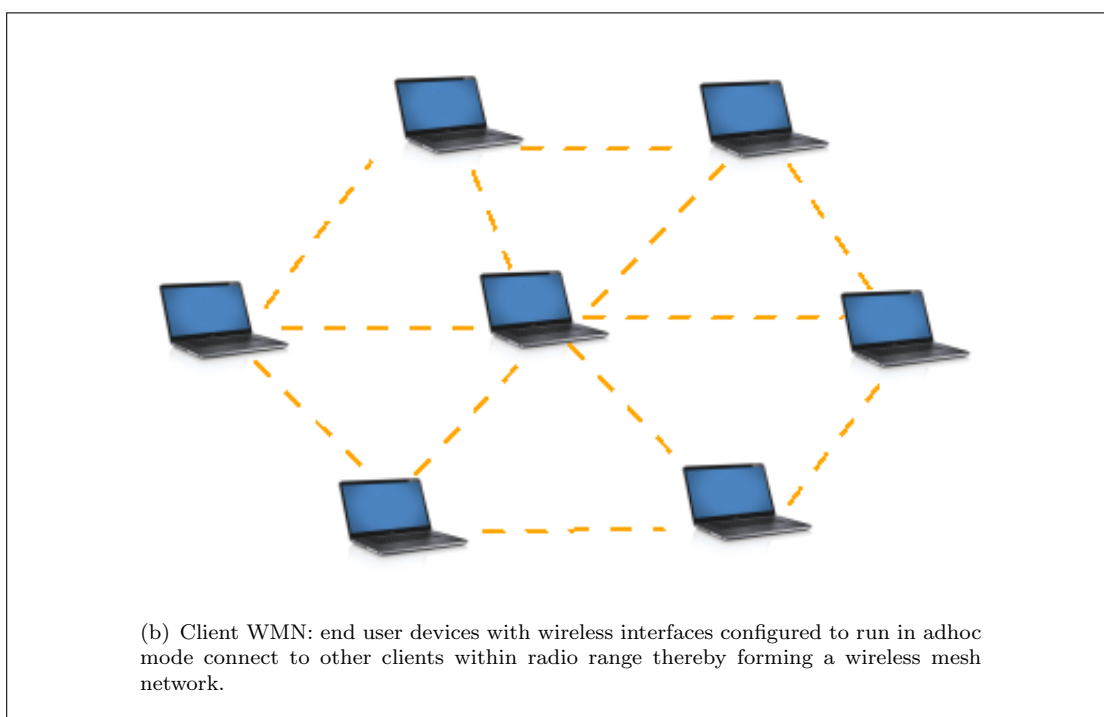 (b) Client WMN: end user devices with wireless interfaces configured to run in adhoc
mode connect to other clients within radio range thereby forming a wireless mesh
network.